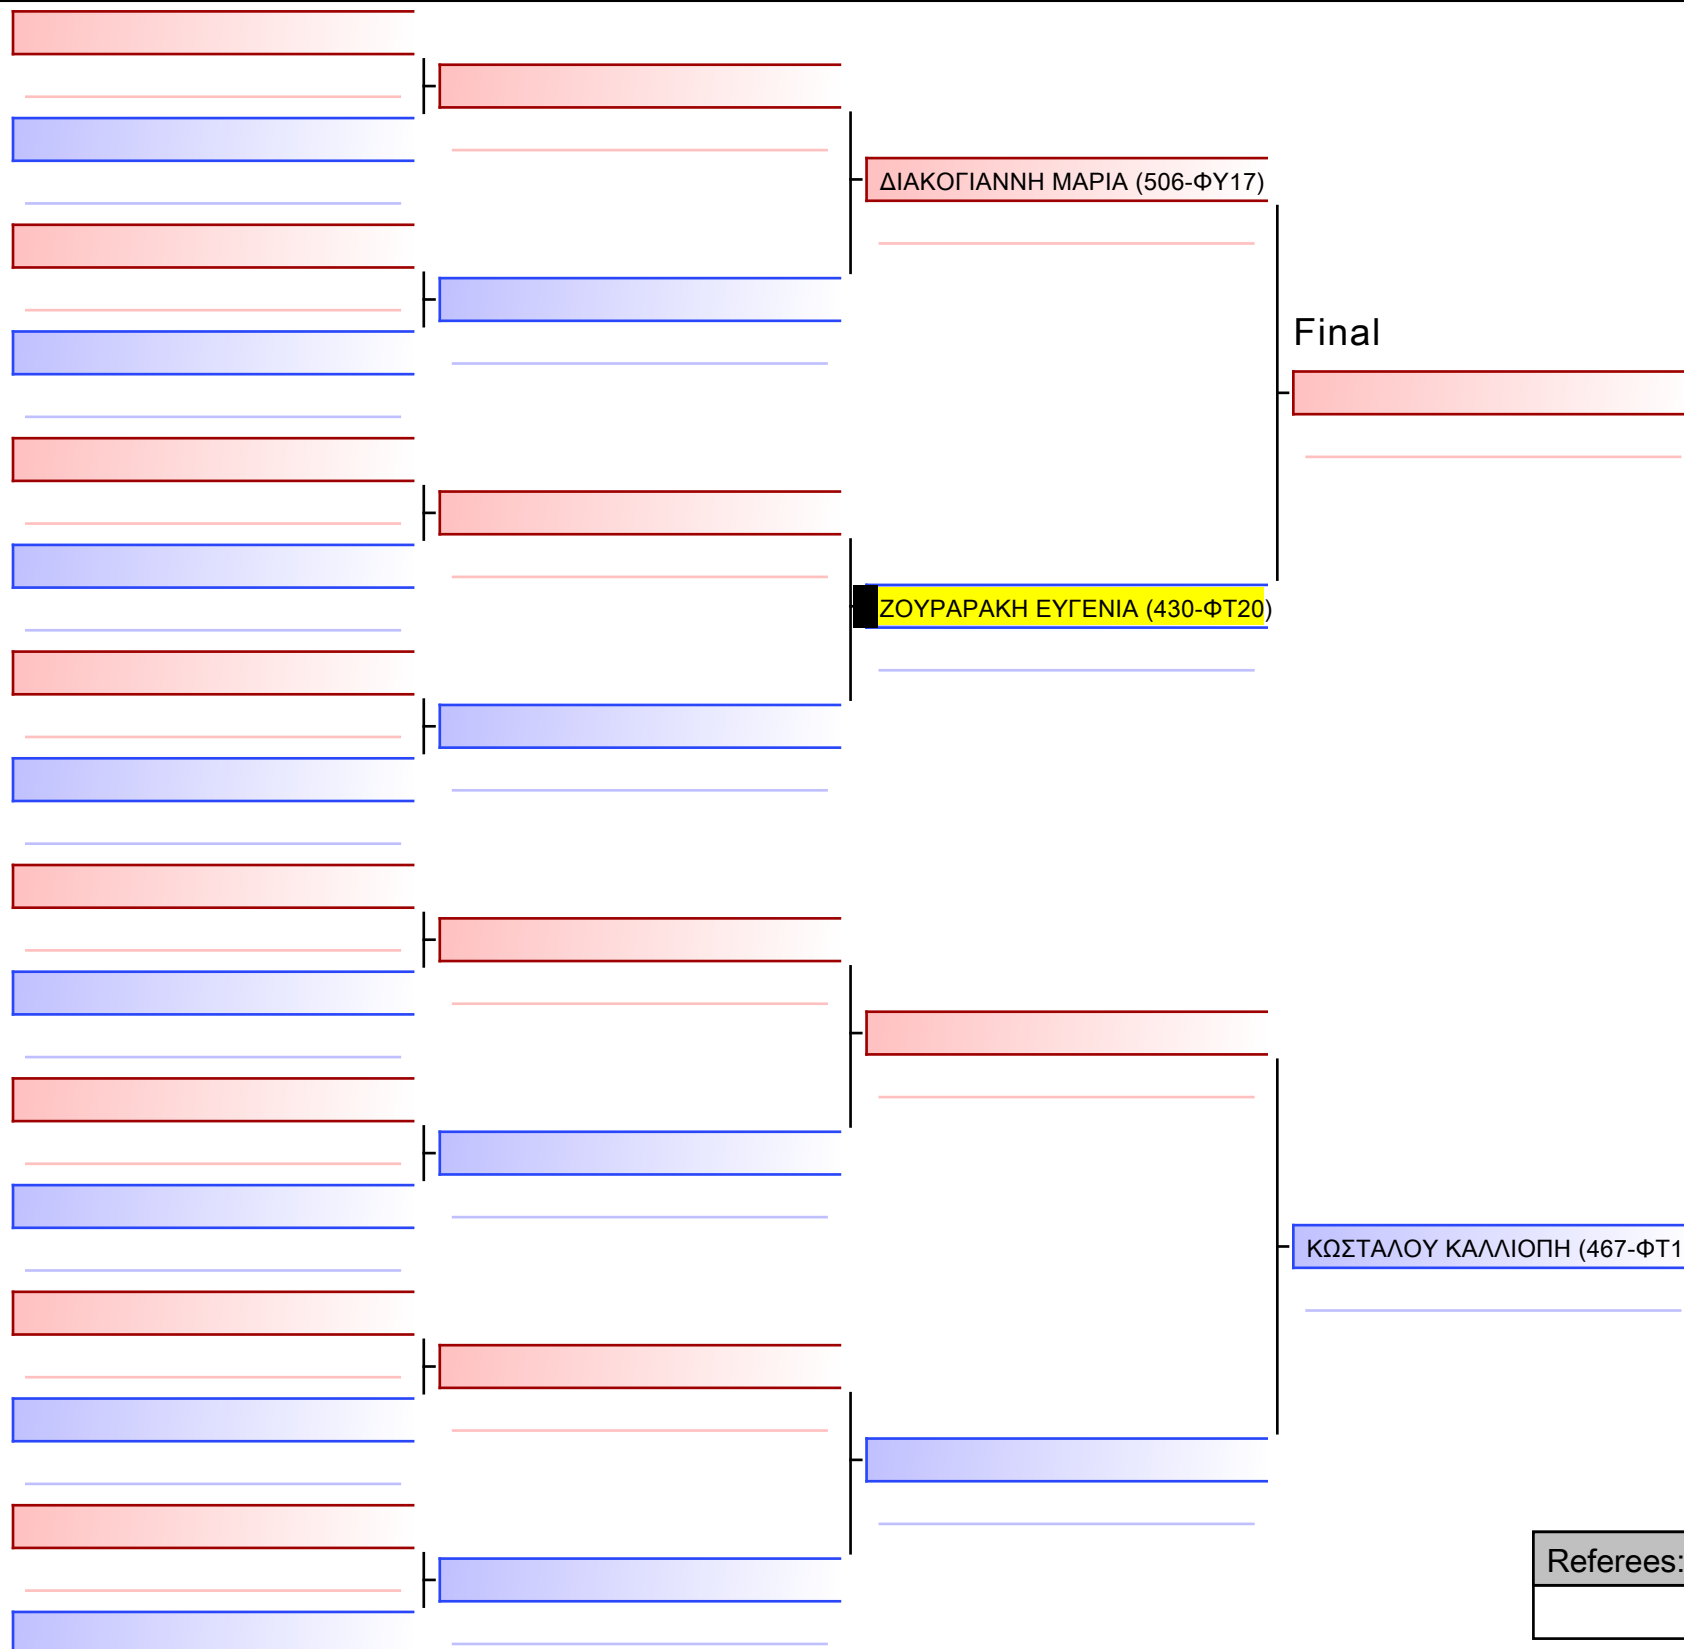 ΔΙΑΚΟΓΙΑΝΝΗ ΜΑΡΙΑ (506-ΦΥ17)
Final
ΖΟΥΡΑΡΑΚΗ ΕΥΓΕΝΙΑ (430-ΦΤ20)
ΚΩΣΤΑΛΟΥ ΚΑΛΛΙΟΠΗ (467-ΦΤ1
Referees: